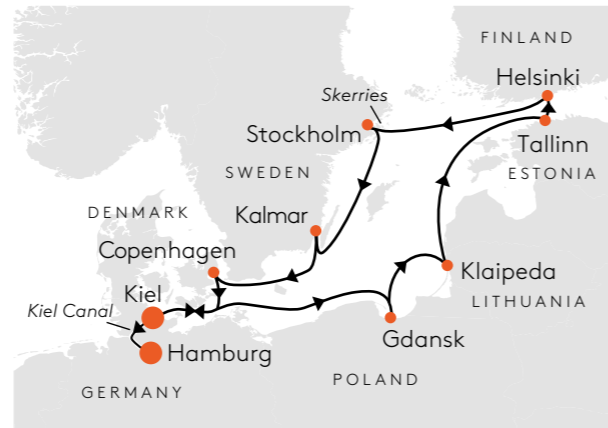 FINLAND
Helsinki
Skerries
Stockholm
Tallinn
SWEDEN
ESTONIA
DENMARK
Kalmar
Copenhagen
Klaipeda
Kiel
LITHUANIA
Kiel Canal
Gdansk
Hamburg
POLAND
GERMANY